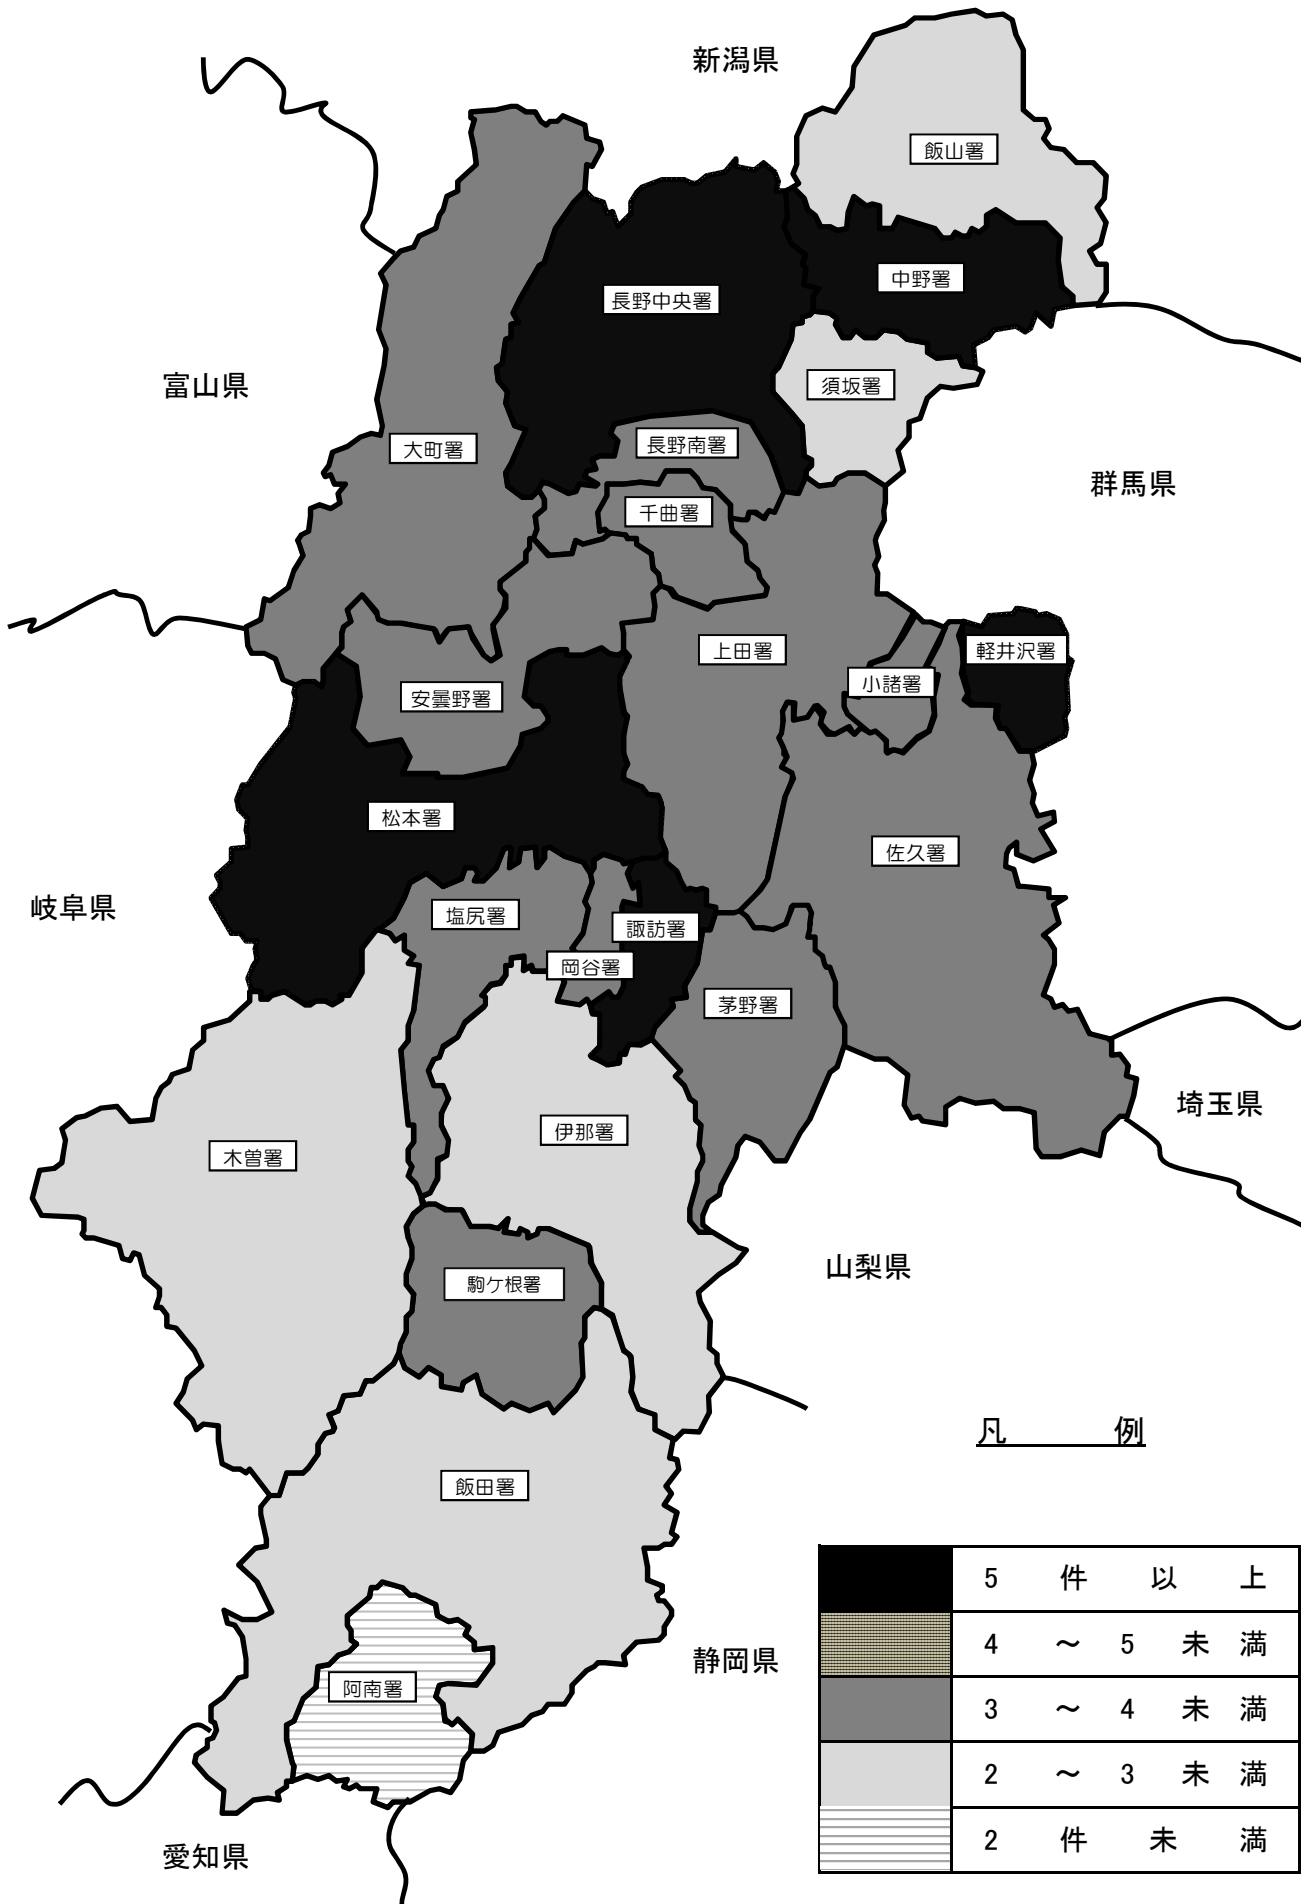 新潟県
飯山署
中野署
長野中央署
富山県
須坂署
大町署
長野南署
群馬県
千曲署
上田署
軽井沢署
小諸署
安曇野署
松本署
佐久署
岐阜県
塩尻署
諏訪署
岡谷署
茅野署
埼玉県
伊那署
木曽署
山梨県
駒ケ根署
凡 例
飯田署
5 件 以 上
4 ～ 5 未 満
静岡県
阿南署
3 ～ 4 未 満
2 ～ 3 未 満
2 件 未 満
愛知県